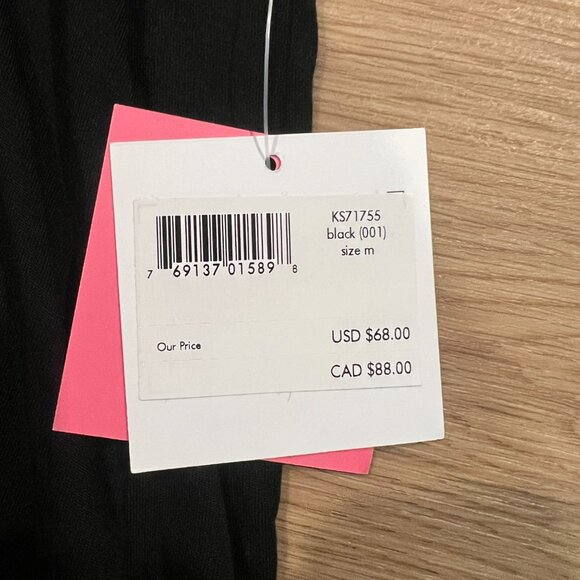 KS71755
black (001)
size m
7 69137 01589 8
Our Price
USD $68.00
CAD $88.00